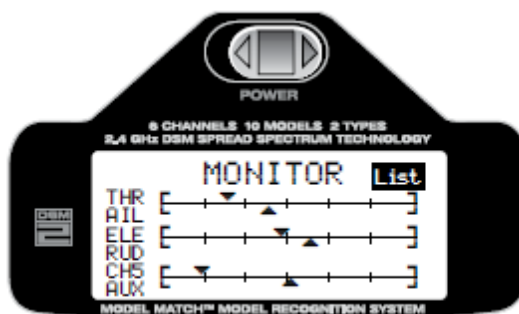 POWER
6 CHANNELS 10 MODELS 2 TYPES
2.4 GHz DSM SPREAD SPECTRUM TECHNOLOGY
MONITOR List
THR
AIL
ELE
RUD
CH5
AUX
DSM
2
MODEL MATCH™ MODEL RECOGNITION SYSTEM